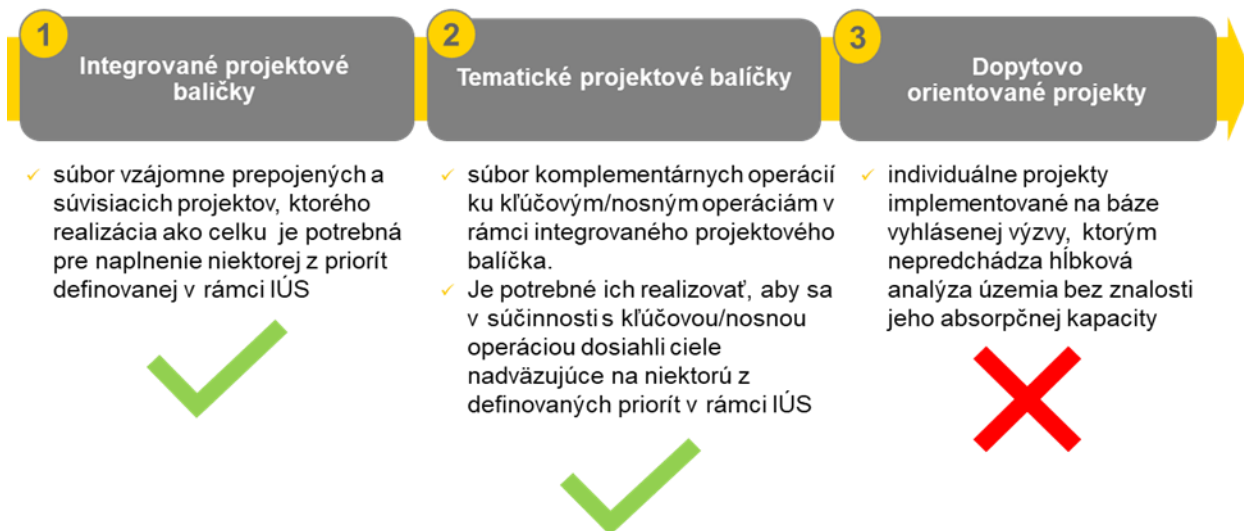 1
Integrované projektové
baličky
súbor vzájomne prepojených a
súvisiacich projektov, ktorého
realizácia ako celku je potrebná
pre naplnenie niektorej z priorít
definovanej v rámci IÚS
2
Tematické projektové balíčky
súbor komplementárnych operácií
ku kľúčovým/nosným operáciám v
rámci integrovaného projektového
balíčka.
Je potrebné ich realizovať, aby sa
v súčinnosti s kľúčovou/nosnou
operáciou dosiahli ciele
nadväzujúce na niektorú z
definovaných priorít v rámci IÚS
3
Dopytovo
orientované projekty
individuálne projekty
implementované na báze
vyhlásenej výzvy, ktorým
nepredchádza hĺbková
analýza územia bez znalosti
jeho absorpčnej kapacity